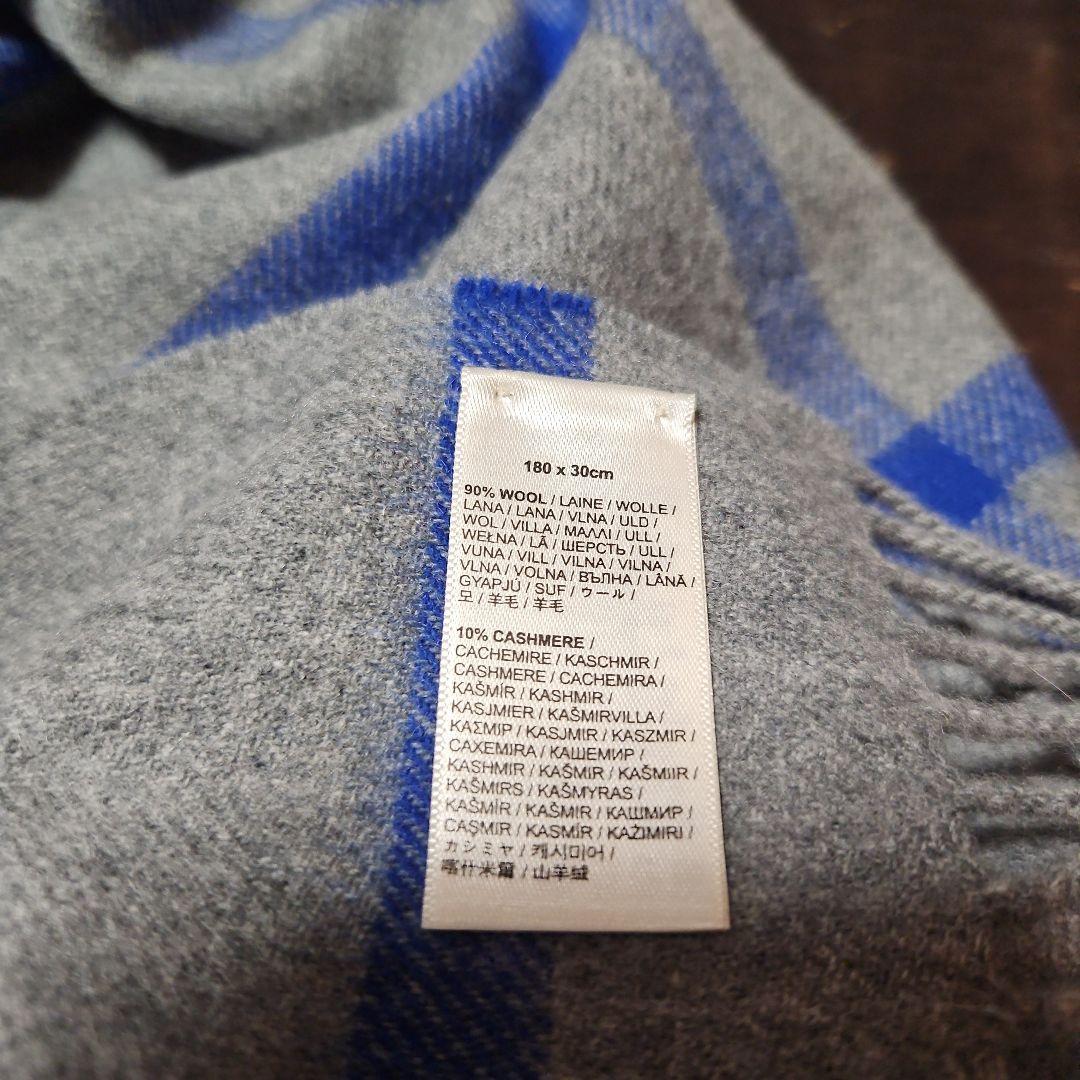 180 x 30cm
90% WOOL / LAINE / WOLLE /
LANA / LANA / VLNA / ULD /
WOL / VILLA / ΜΑΛΛΙ / ULL /
WEŁNA / LÃ / ШЕРСТЬ / ULL /
VUNA / VILL / VILNA / VILNA /
VLNA / VOLNA / ВЪЛНА / LÂNĂ /
GYAPJÚ / SUF / ウール /
모 / 羊毛 / 羊毛
10% CASHMERE /
CACHEMIRE / KASCHMIR /
CASHMERE / CACHEMIRA /
KAŠMÍR / KASHMIR /
KASJMIER / KAŠMIRVILLA /
ΚΑΣΜΙΡ / KASJMIR / KASZMIR /
CAXEMIRA / КАШЕМИР /
KASHMIR / KAŠMIR / KAŠMIIR /
KAŠMIRS / KAŠMYRAS /
KAŠMÍR / KAŠMIR / КАШМИР /
CAŞMIR / KASMÍR / KAŻIMIRI /
カシミヤ / 캐시미어 /
喀什米爾 / 山羊绒